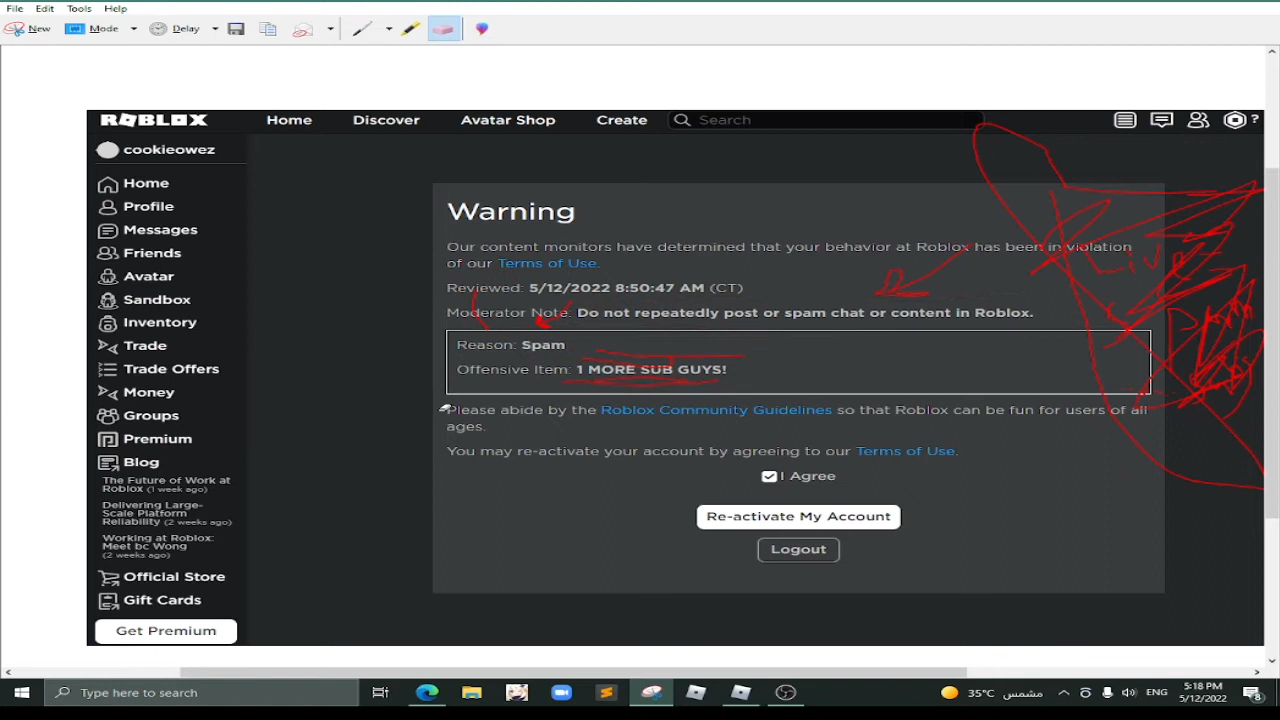 File Edit Tools Help
New Mode Delay
ROBLOX Home Discover Avatar Shop Create Search ?
cookieowez
Home
Profile
Messages
Friends
Avatar
Sandbox
Inventory
Trade
Trade Offers
Money
Groups
Premium
Blog
The Future of Work at
Roblox (1 week ago)
Delivering Large-
Scale Platform
Reliability (2 weeks ago)
Working at Roblox:
Meet bc Wong
(2 weeks ago)
Official Store
Gift Cards
Get Premium
Warning
Our content monitors have determined that your behavior at Roblox has been in violation
of our Terms of Use.
Reviewed: 5/12/2022 8:50:47 AM (CT)
Moderator Note: Do not repeatedly post or spam chat or content in Roblox.
Reason: Spam
Offensive Item: 1 MORE SUB GUYS!
Please abide by the Roblox Community Guidelines so that Roblox can be fun for users of all
ages.
You may re-activate your account by agreeing to our Terms of Use.
I Agree
Re-activate My Account
Logout
Type here to search
35°C مشمس ENG 5:18 PM
5/12/2022 8